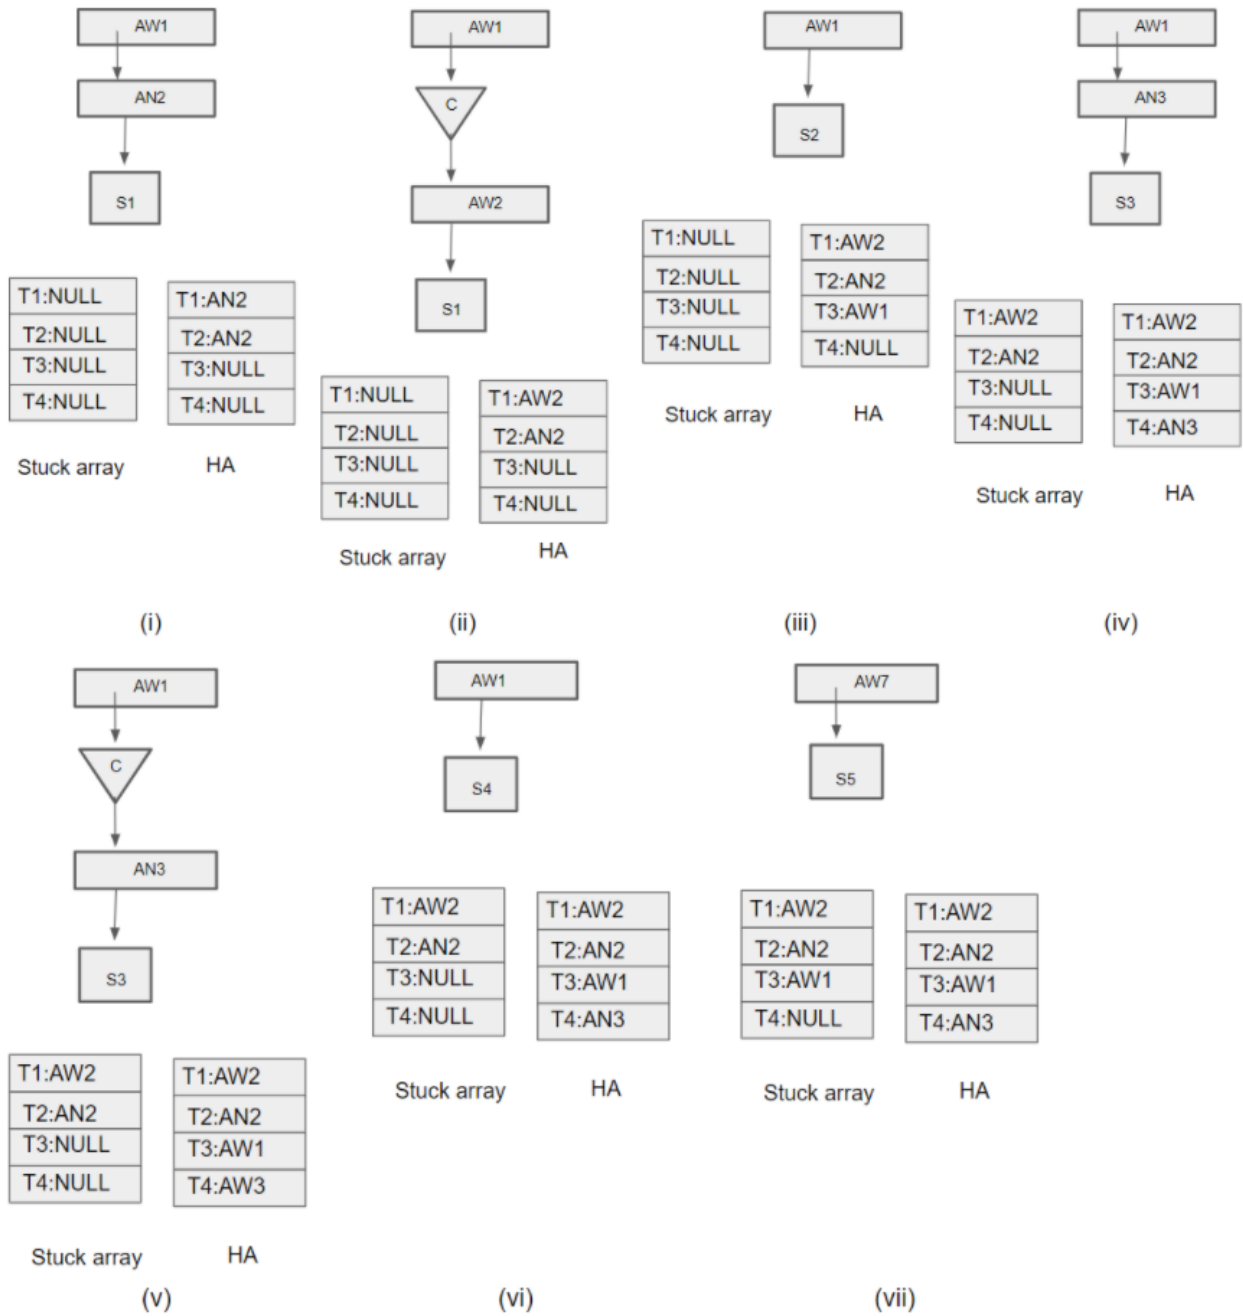 AW1
AN2
S1
T1:NULL
T2:NULL
T3:NULL
T4:NULL
Stuck array
T1:AN2
T2:AN2
T3:NULL
T4:NULL
HA
(i)
AW1
C
AW2
S1
T1:NULL
T2:NULL
T3:NULL
T4:NULL
Stuck array
T1:AW2
T2:AN2
T3:NULL
T4:NULL
HA
(ii)
AW1
S2
T1:NULL
T2:NULL
T3:NULL
T4:NULL
Stuck array
T1:AW2
T2:AN2
T3:AW1
T4:NULL
HA
(iii)
AW1
AN3
S3
T1:AW2
T2:AN2
T3:NULL
T4:NULL
Stuck array
T1:AW2
T2:AN2
T3:AW1
T4:AN3
HA
(iv)
AW1
C
AN3
S3
T1:AW2
T2:AN2
T3:NULL
T4:NULL
Stuck array
T1:AW2
T2:AN2
T3:AW1
T4:AW3
HA
(v)
AW1
S4
T1:AW2
T2:AN2
T3:NULL
T4:NULL
Stuck array
T1:AW2
T2:AN2
T3:AW1
T4:AN3
HA
(vi)
AW7
S5
T1:AW2
T2:AN2
T3:AW1
T4:NULL
Stuck array
T1:AW2
T2:AN2
T3:AW1
T4:AN3
HA
(vii)